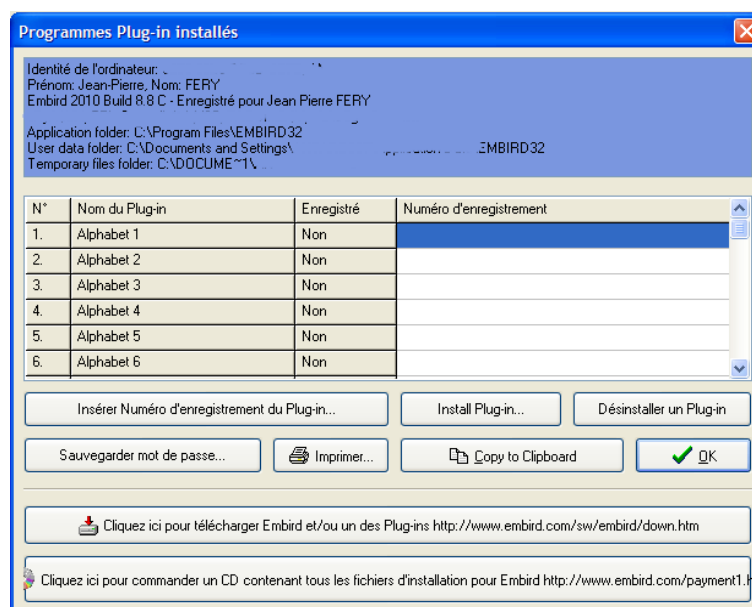 Programmes Plug-in installés
Identité de l'ordinateur:
Prénom: Jean-Pierre, Nom: FERY
Embird 2010 Build 8.8 C - Enregistré pour Jean Pierre FERY
Application folder: C:\Program Files\EMBIRD32
User data folder: C:\Documents and Settings\ EMBIRD32
Temporary files folder: C:\DOCUME~1\
N° Nom du Plug-in Enregistré Numéro d'enregistrement
1. Alphabet 1 Non
2. Alphabet 2 Non
3. Alphabet 3 Non
4. Alphabet 4 Non
5. Alphabet 5 Non
6. Alphabet 6 Non
Insérer Numéro d'enregistrement du Plug-in... Install Plug-in... Désinstaller un Plug-in
Sauvegarder mot de passe... Imprimer... Copy to Clipboard OK
Cliquez ici pour télécharger Embird et/ou un des Plug-ins http://www.embird.com/sw/embird/down.htm
Cliquez ici pour commander un CD contenant tous les fichiers d'installation pour Embird http://www.embird.com/payment1.h